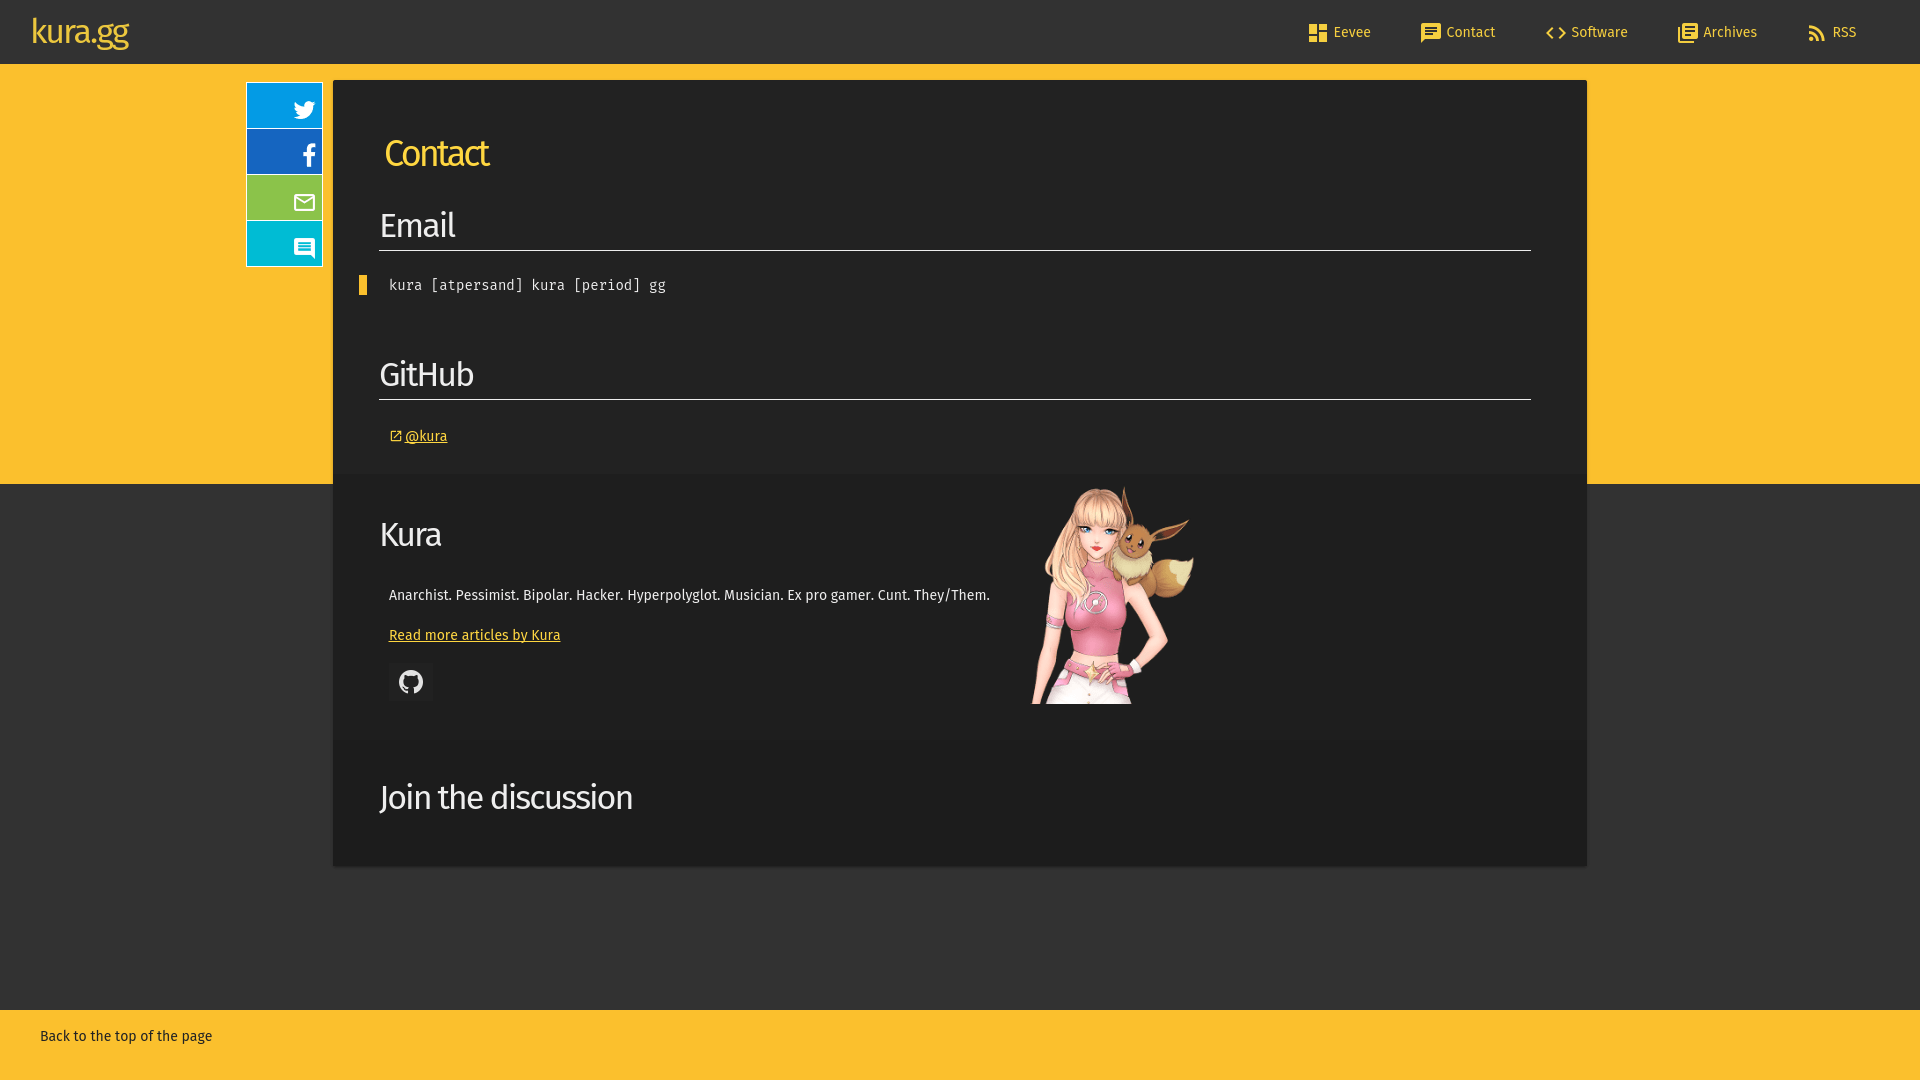 kura.gg
Eevee
Contact
Software
Archives
RSS
Contact
Email
kura [atpersand] kura [period] gg
GitHub
@kura
Kura
Anarchist. Pessimist. Bipolar. Hacker. Hyperpolyglot. Musician. Ex pro gamer. Cunt. They/Them.
Read more articles by Kura
Join the discussion
Back to the top of the page